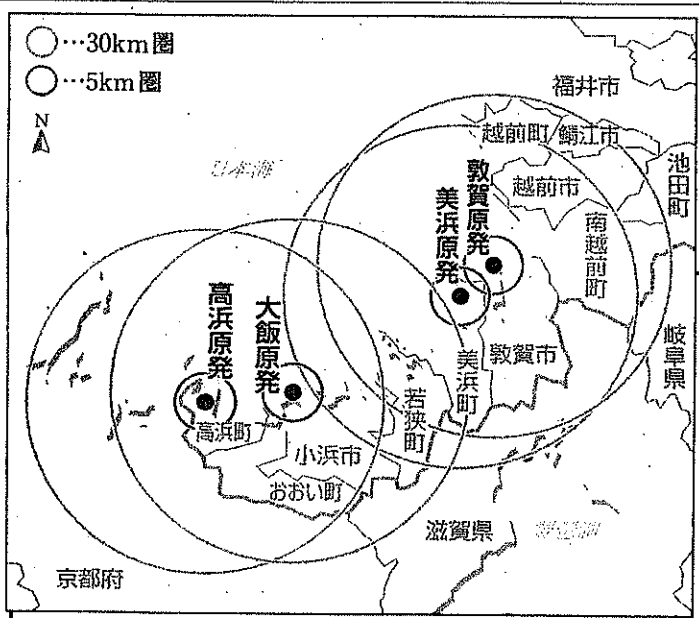 …30km圏
…5km圏
N
日本海
福井市
越前町
鯖江市
池田町
越前市
敦賀原発
美浜原発
南越前町
高浜原発
大飯原発
岐阜県
敦賀市
美浜町
若狭町
高浜町
小浜市
おおい町
滋賀県
京都府